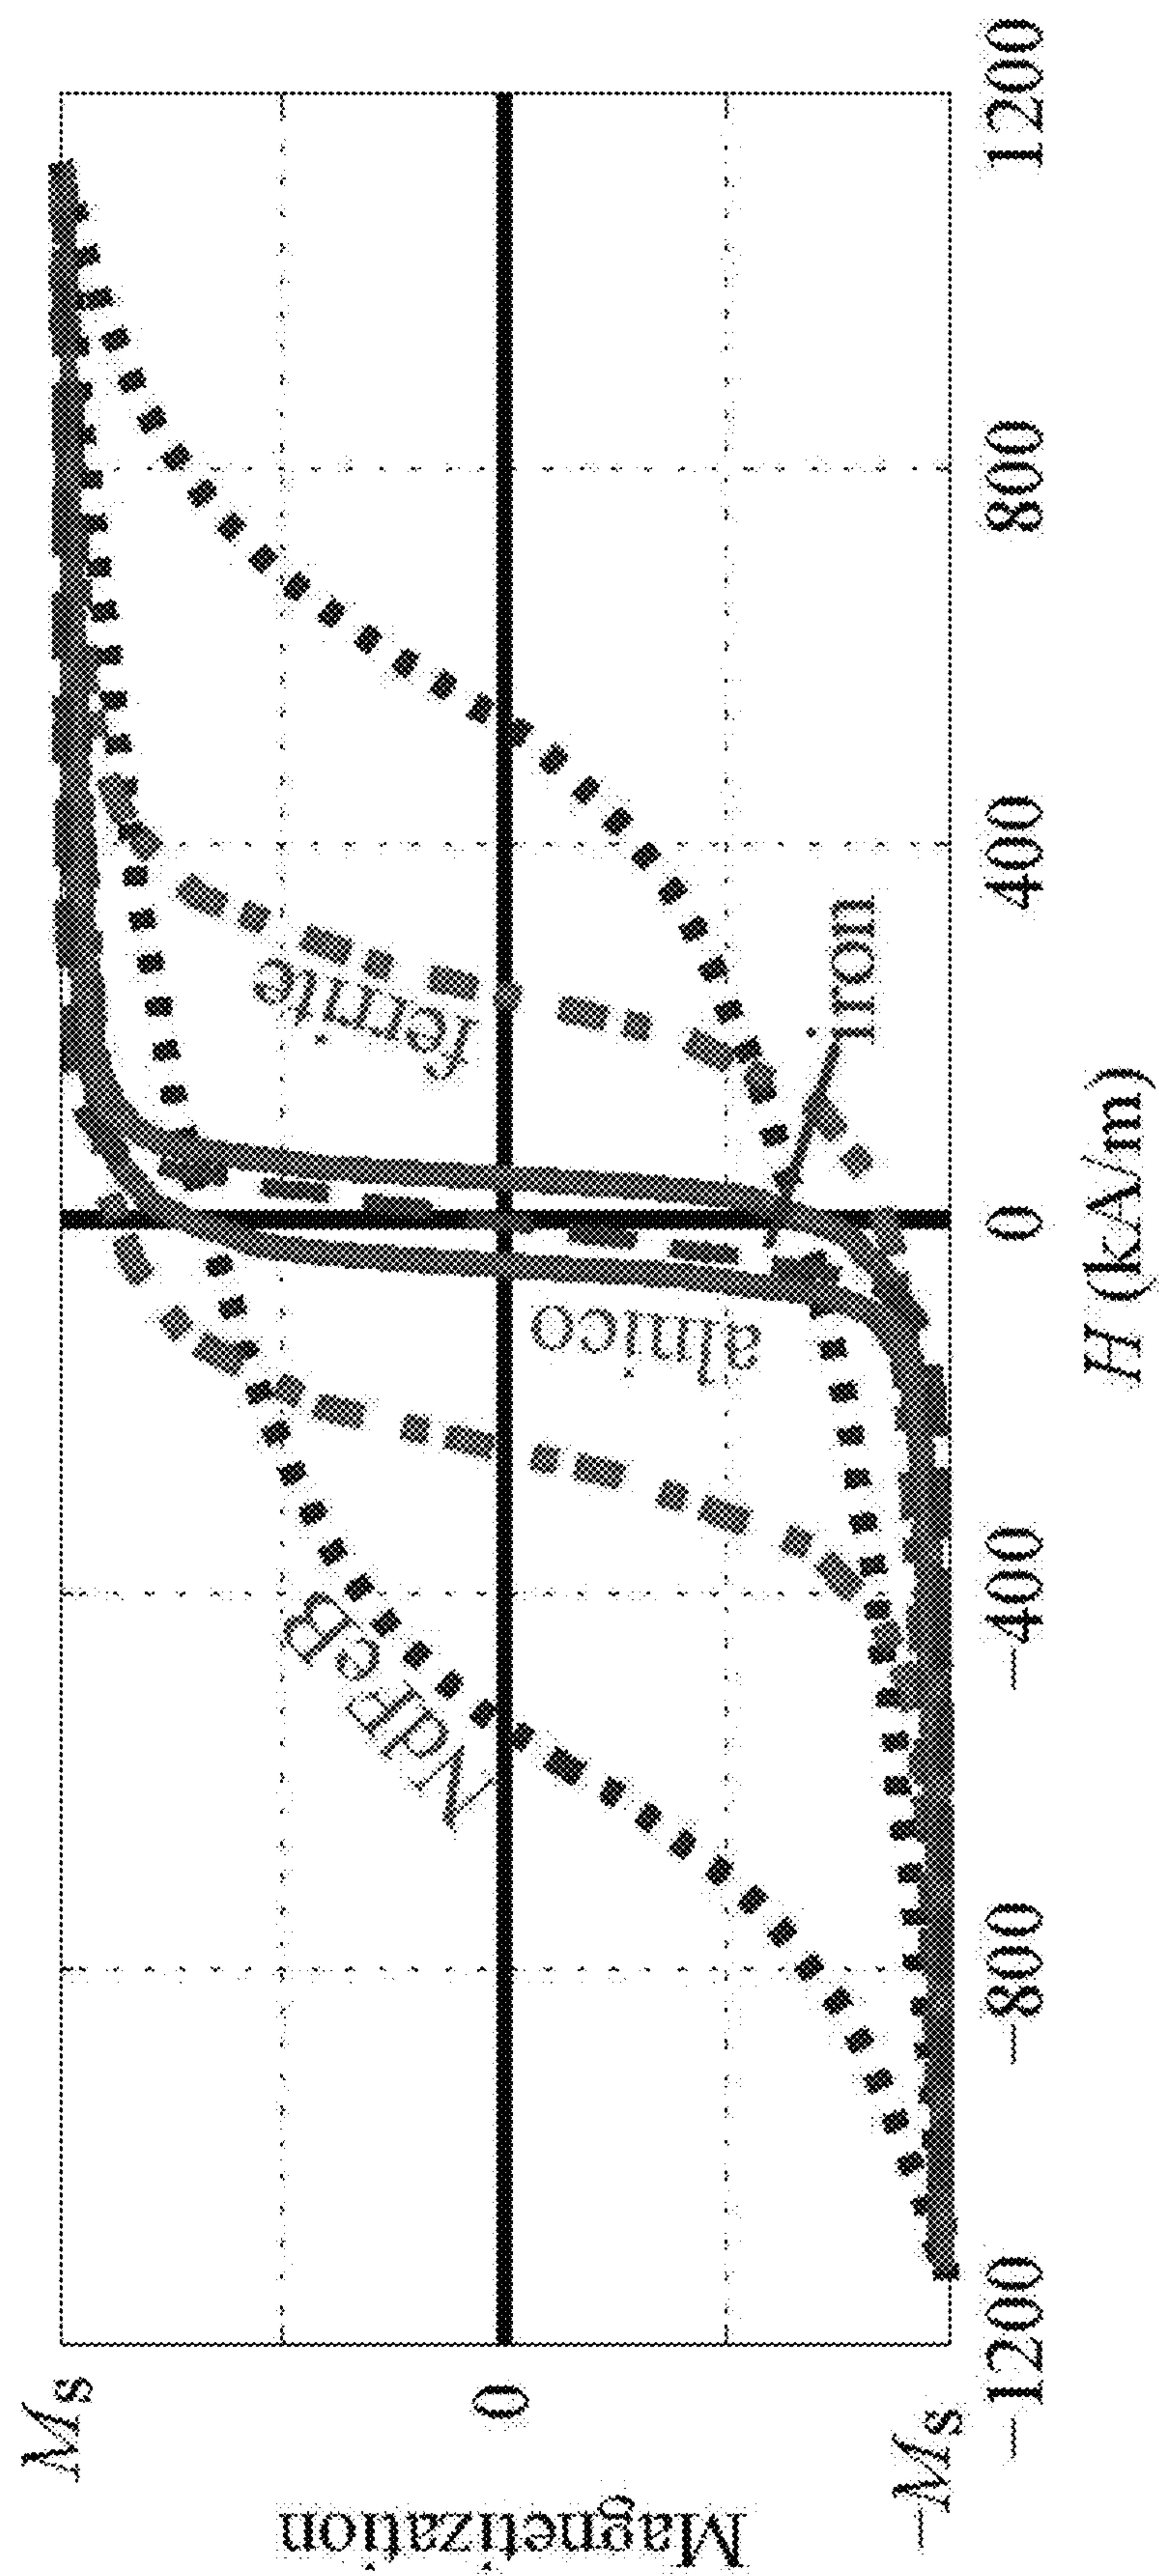 Magnetization
Ms
0
−Ms
NdFeB
ferrite
alnico
iron
−1200
−800
−400
0
400
800
1200
H (kA/m)